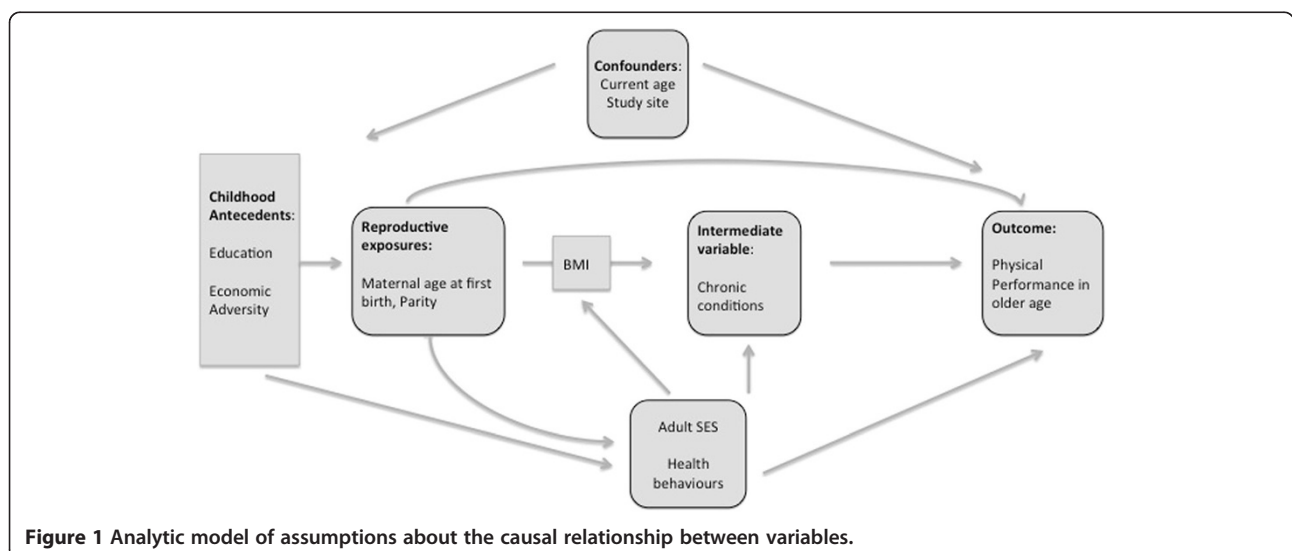 Confounders:
Current age
Study site
Childhood
Antecedents:
Education
Economic
Adversity
Reproductive
exposures:
Maternal age at first
birth, Parity
BMI
Intermediate
variable:
Chronic
conditions
Outcome:
Physical
Performance in
older age
Adult SES
Health
behaviours
Figure 1 Analytic model of assumptions about the causal relationship between variables.